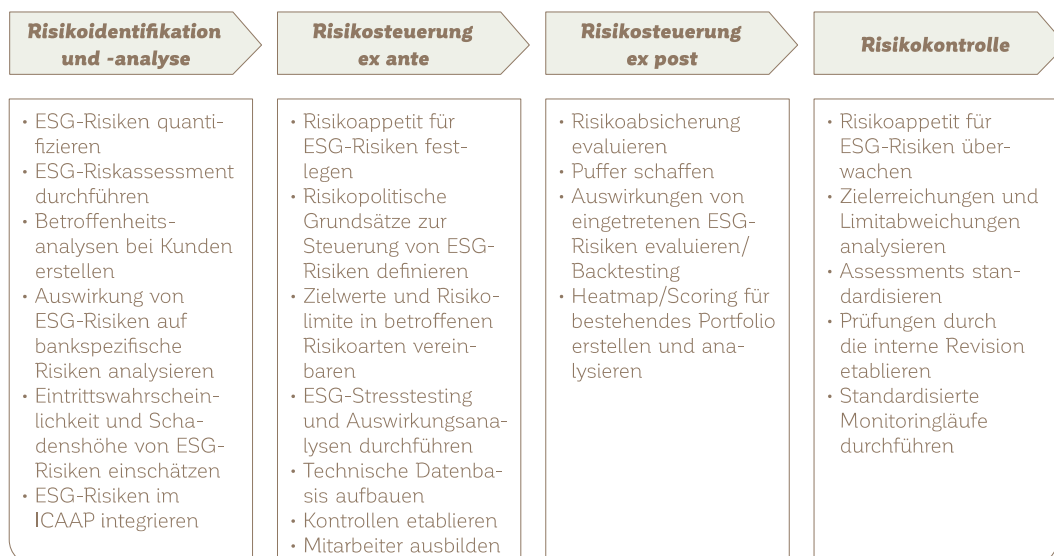 Risikoidentifikation
und -analyse
• ESG-Risiken quanti-
fizieren
• ESG-Riskassessment
durchführen
• Betroffenheits-
analysen bei Kunden
erstellen
• Auswirkung von
ESG-Risiken auf
bankspezifische
Risiken analysieren
• Eintrittswahrschein-
lichkeit und Scha-
denshöhe von ESG-
Risiken einschätzen
• ESG-Risiken im
ICAAP integrieren
Risikosteuerung
ex ante
• Risikoappetit für
ESG-Risiken fest-
legen
• Risikopolitische
Grundsätze zur
Steuerung von ESG-
Risiken definieren
• Zielwerte und Risiko-
limite in betroffenen
Risikoarten verein-
baren
• ESG-Stresstesting
und Auswirkungsana-
lysen durchführen
• Technische Datenba-
sis aufbauen
• Kontrollen etablieren
• Mitarbeiter ausbilden
Risikosteuerung
ex post
• Risikoabsicherung
evaluieren
• Puffer schaffen
• Auswirkungen von
eingetretenen ESG-
Risiken evaluieren/
Backtesting
• Heatmap/Scoring für
bestehendes Portfolio
erstellen und ana-
lysieren
Risikokontrolle
• Risikoappetit für
ESG-Risiken über-
wachen
• Zielerreichungen und
Limitabweichungen
analysieren
• Assessments stan-
dardisieren
• Prüfungen durch
die interne Revision
etablieren
• Standardisierte
Monitoringläufe
durchführen